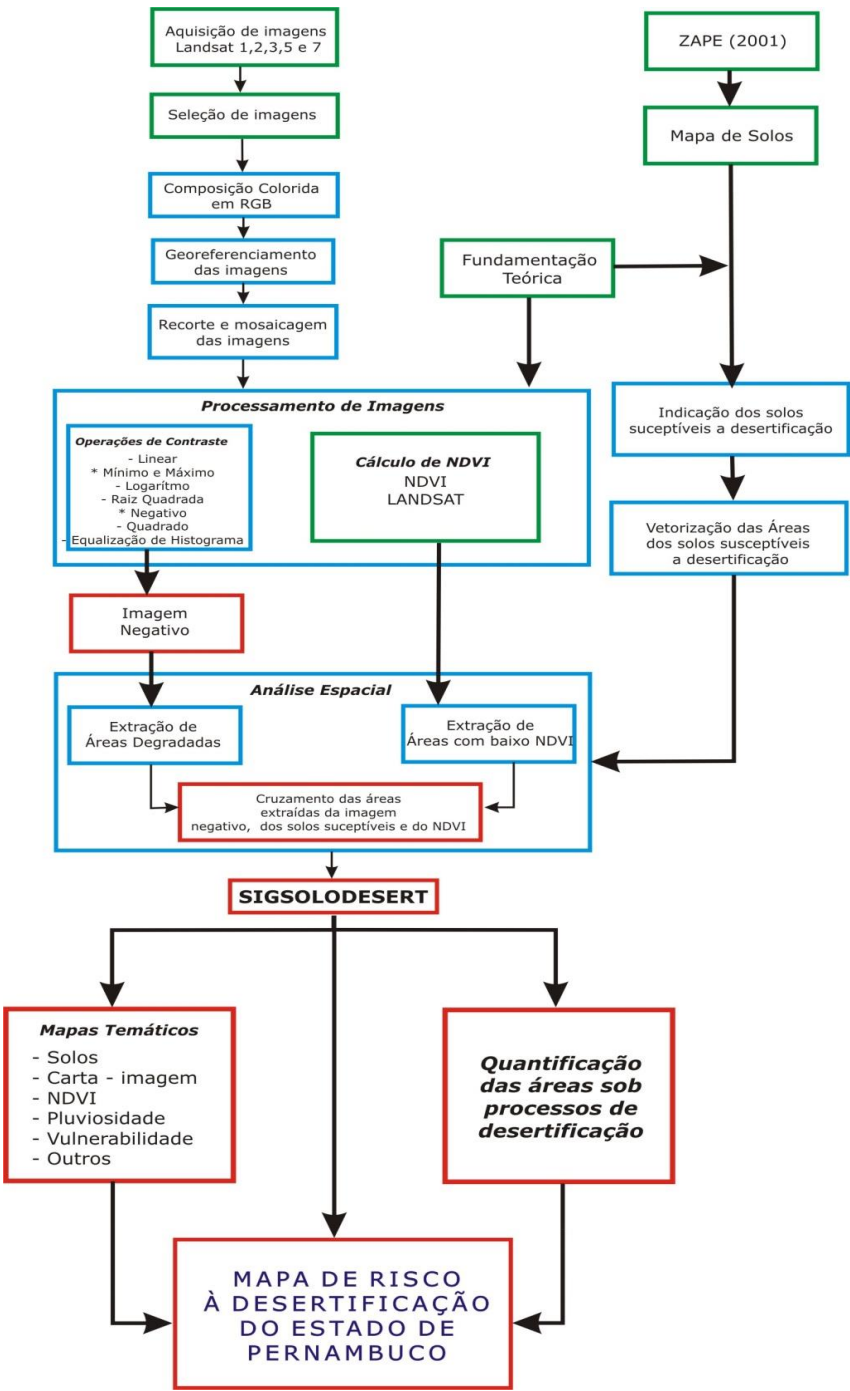 Aquisição de imagens
Landsat 1,2,3,5 e 7
Seleção de imagens
Composição Colorida
em RGB
Georeferenciamento
das imagens
Recorte e mosaicagem
das imagens
ZAPE (2001)
Mapa de Solos
Fundamentação
Teórica
Processamento de Imagens
Operações de Contraste
- Linear
* Mínimo e Máximo
- Logarítmo
- Raiz Quadrada
* Negativo
- Quadrado
- Equalização de Histograma
Cálculo de NDVI
NDVI
LANDSAT
Indicação dos solos
suceptíveis a desertificação
Vetorização das Áreas
dos solos susceptíveis
a desertificação
Imagem
Negativo
Análise Espacial
Extração de
Áreas Degradadas
Extração de
Áreas com baixo NDVI
Cruzamento das áreas
extraídas da imagem
negativo, dos solos suceptíveis e do NDVI
SIGSOLODESERT
Mapas Temáticos
- Solos
- Carta - imagem
- NDVI
- Pluviosidade
- Vulnerabilidade
- Outros
Quantificação
das áreas sob
processos de
desertificação
MAPA DE RISCO
À DESERTIFICAÇÃO
DO ESTADO DE
PERNAMBUCO